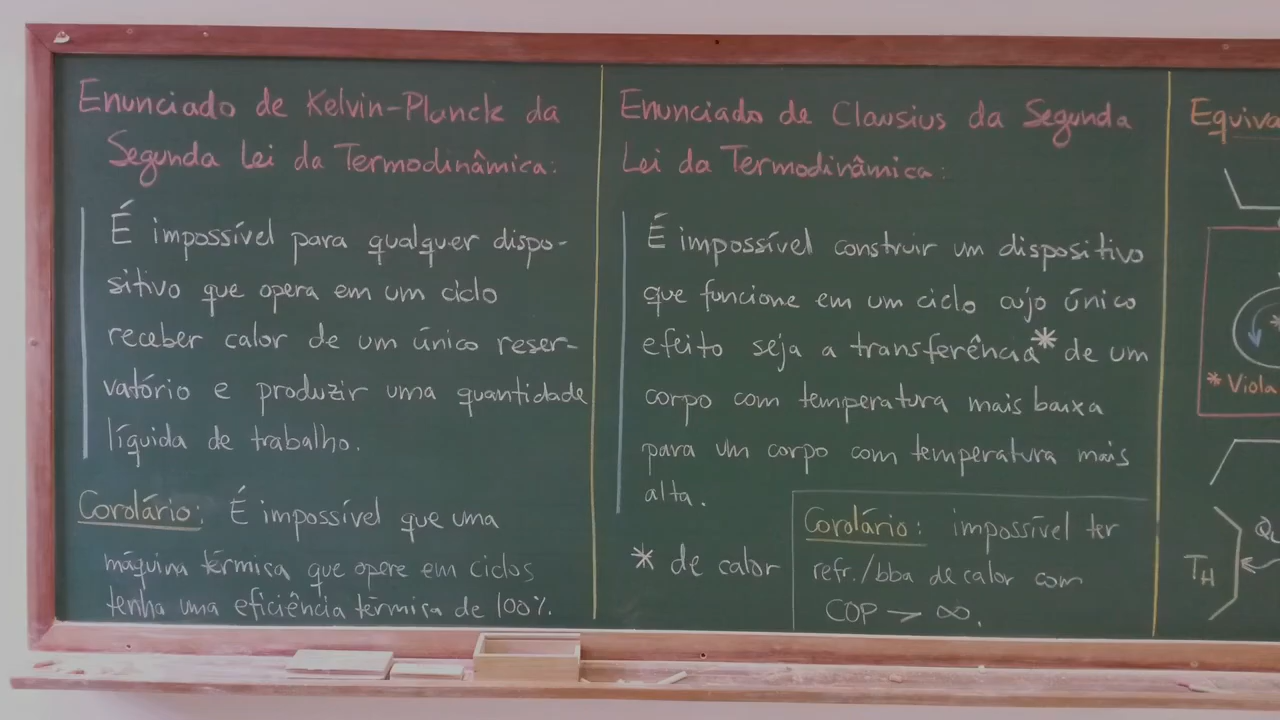 Enunciado de Kelvin-Planck da
Segunda Lei da Termodinâmica:
É impossível para qualquer dispo-
sitivo que opera em um ciclo
receber calor de um único reser-
vatório e produzir uma quantidade
líquida de trabalho.
Corolário: É impossível que uma
máquina térmica que opere em ciclos
tenha uma eficiência térmica de 100%.
Enunciado de Clausius da Segunda
Lei da Termodinâmica:
É impossível construir um dispositivo
que funcione em um ciclo cujo único
efeito seja a transferência* de um
corpo com temperatura mais baixa
para um corpo com temperatura mais
alta.
* de calor
Corolário: impossível ter
refr./bba de calor com
COP → ∞.
Equiva
* Viola
Q
T_H